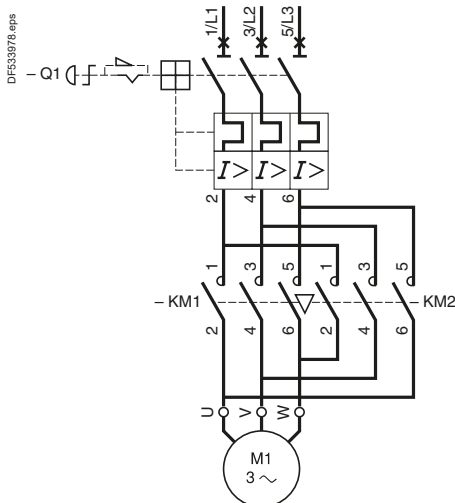 DF533978.eps
1/L1 3/L2 5/L3
– Q1
I> I> I>
2 4 6
1 3 5 1 3 5
– KM1 – KM2
2 4 6 2 4 6
U V W
M1
3 ~